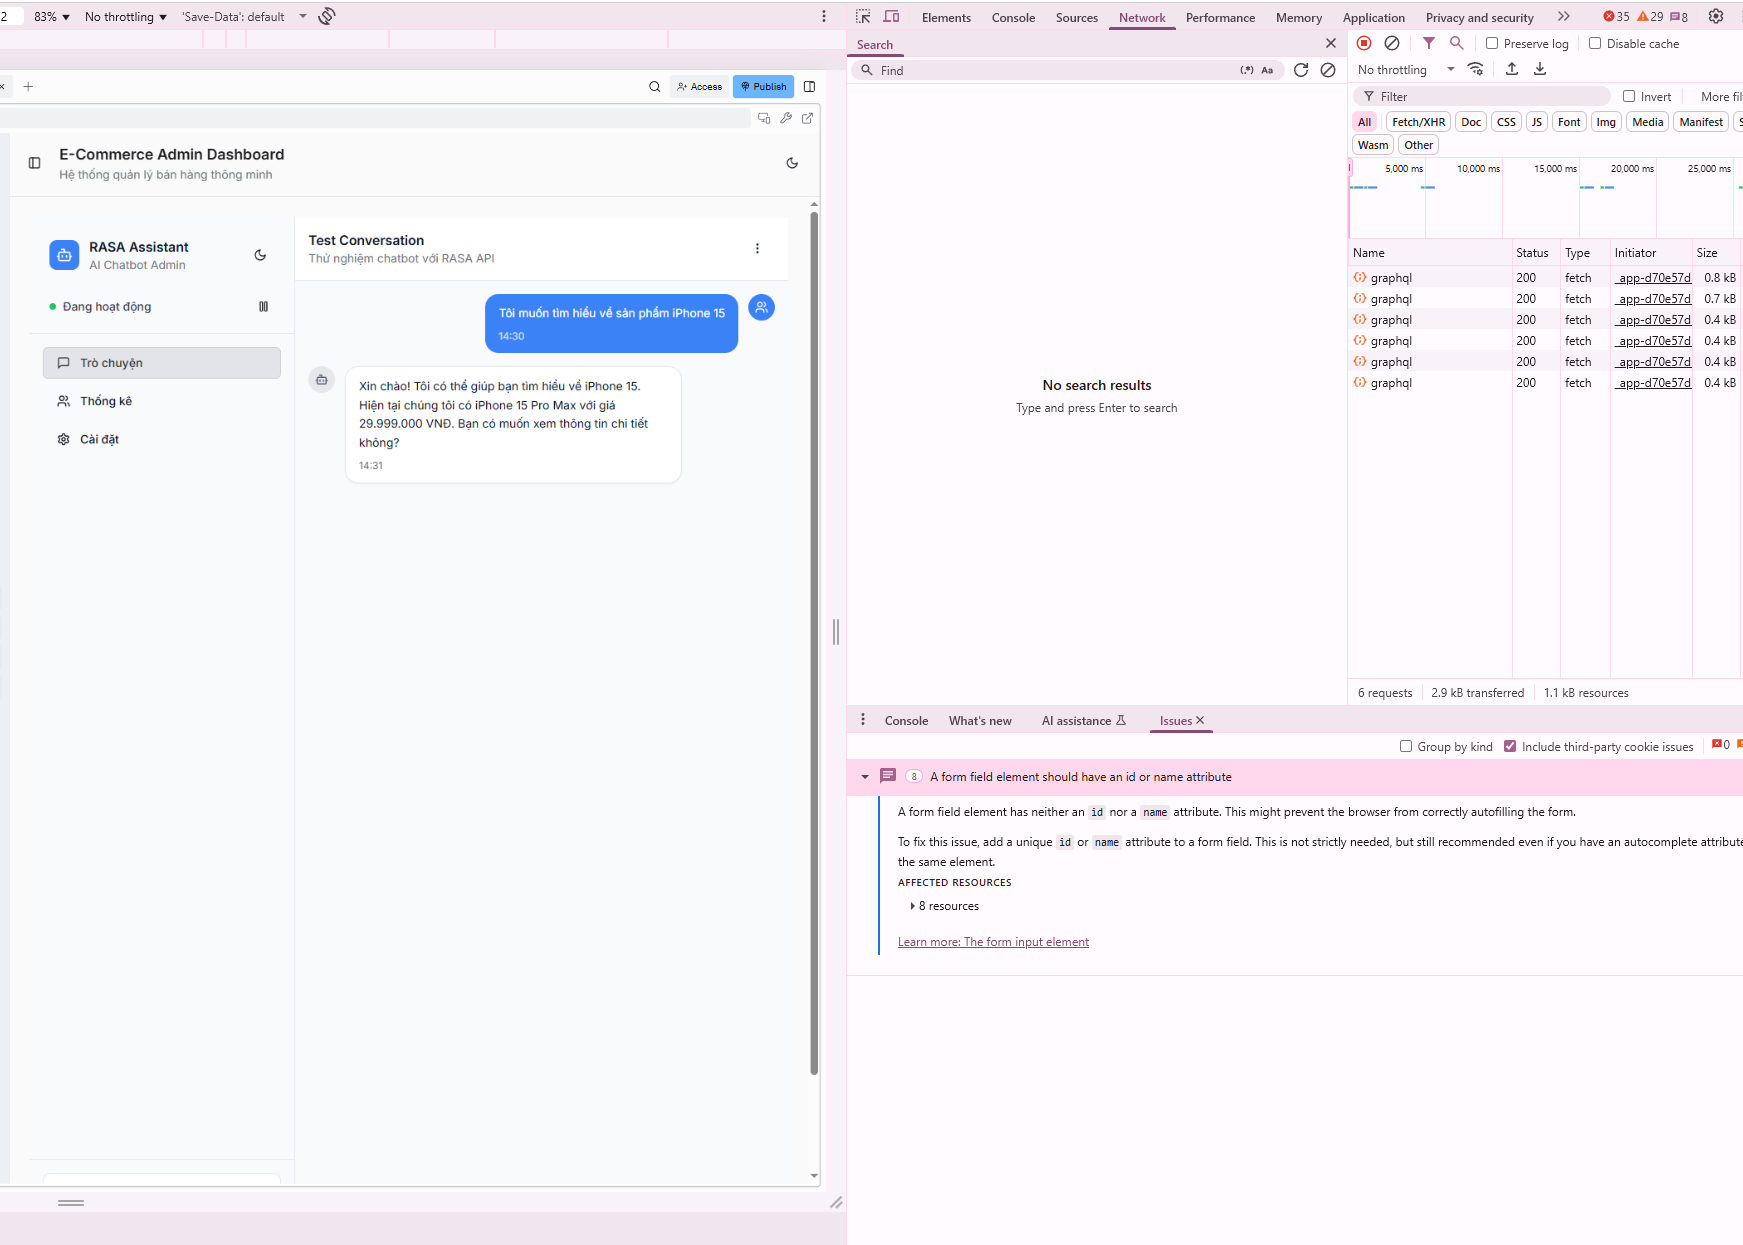 2
83%
No throttling
'Save-Data': default
Access
Publish
E-Commerce Admin Dashboard
Hệ thống quản lý bán hàng thông minh
RASA Assistant
AI Chatbot Admin
Đang hoạt động
Trò chuyện
Thống kê
Cài đặt
Test Conversation
Thử nghiệm chatbot với RASA API
Tôi muốn tìm hiểu về sản phẩm iPhone 15
14:30
Xin chào! Tôi có thể giúp bạn tìm hiểu về iPhone 15.
Hiện tại chúng tôi có iPhone 15 Pro Max với giá
29.999.000 VNĐ. Bạn có muốn xem thông tin chi tiết
không?
14:31
Elements
Console
Sources
Network
Performance
Memory
Application
Privacy and security
35
29
8
Search
Find
(.*)
Aa
No search results
Type and press Enter to search
Preserve log
Disable cache
No throttling
Filter
Invert
More fil
All
Fetch/XHR
Doc
CSS
JS
Font
Img
Media
Manifest
S
Wasm
Other
5,000 ms
10,000 ms
15,000 ms
20,000 ms
25,000 ms
Name Status Type Initiator Size
graphql 200 fetch _app-d70e57d 0.8 kB
graphql 200 fetch _app-d70e57d 0.7 kB
graphql 200 fetch _app-d70e57d 0.4 kB
graphql 200 fetch _app-d70e57d 0.4 kB
graphql 200 fetch _app-d70e57d 0.4 kB
graphql 200 fetch _app-d70e57d 0.4 kB
6 requests
2.9 kB transferred
1.1 kB resources
Console
What's new
AI assistance
Issues
Group by kind
Include third-party cookie issues
0
8 A form field element should have an id or name attribute
A form field element has neither an id nor a name attribute. This might prevent the browser from correctly autofilling the form.
To fix this issue, add a unique id or name attribute to a form field. This is not strictly needed, but still recommended even if you have an autocomplete attribute
the same element.
AFFECTED RESOURCES
8 resources
Learn more: The form input element